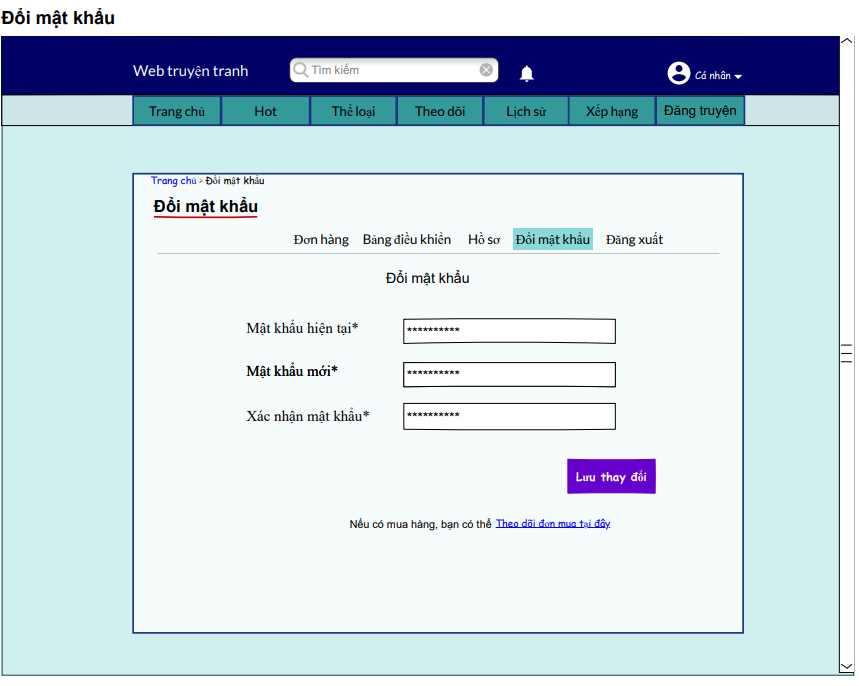 Đổi mật khẩu
Web truyện tranh
Tìm kiếm
Cá nhân
Trang chủ
Hot
Thể loại
Theo dõi
Lịch sử
Xếp hạng
Đăng truyện
Trang chủ > Đổi mật khẩu
Đổi mật khẩu
Đơn hàng
Bảng điều khiển
Hồ sơ
Đổi mật khẩu
Đăng xuất
Đổi mật khẩu
Mật khẩu hiện tại*
**********
Mật khẩu mới*
**********
Xác nhận mật khẩu*
**********
Lưu thay đổi
Nếu có mua hàng, bạn có thể Theo dõi đơn mua tại đây